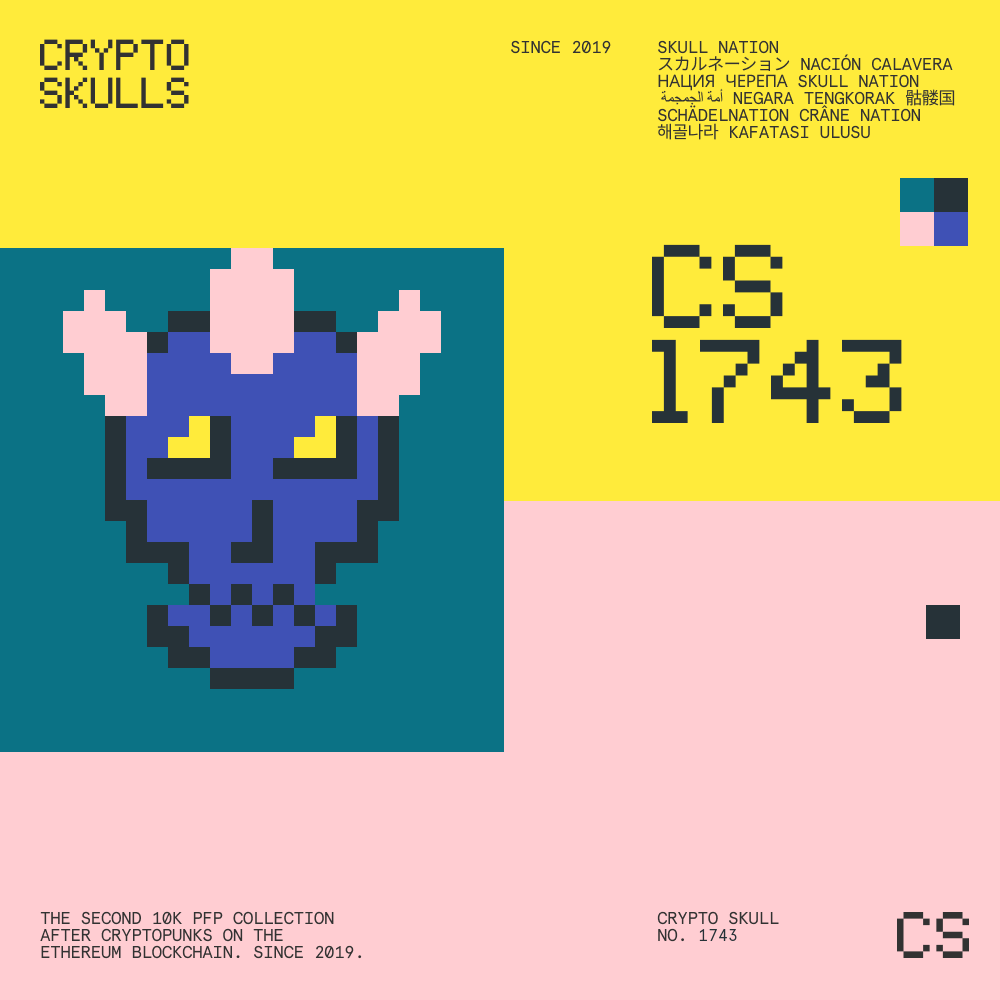 CRYPTO
SKULLS
SINCE 2019
SKULL NATION
スカルネーション NACIÓN CALAVERA
НАЦИЯ ЧЕРЕПА SKULL NATION
أمة الجمجمة NEGARA TENGKORAK 骷髅国
SCHÄDELNATION CRÂNE NATION
해골나라 KAFATASI ULUSU
CS
1743
THE SECOND 10K PFP COLLECTION
AFTER CRYPTOPUNKS ON THE
ETHEREUM BLOCKCHAIN. SINCE 2019.
CRYPTO SKULL
NO. 1743
CS